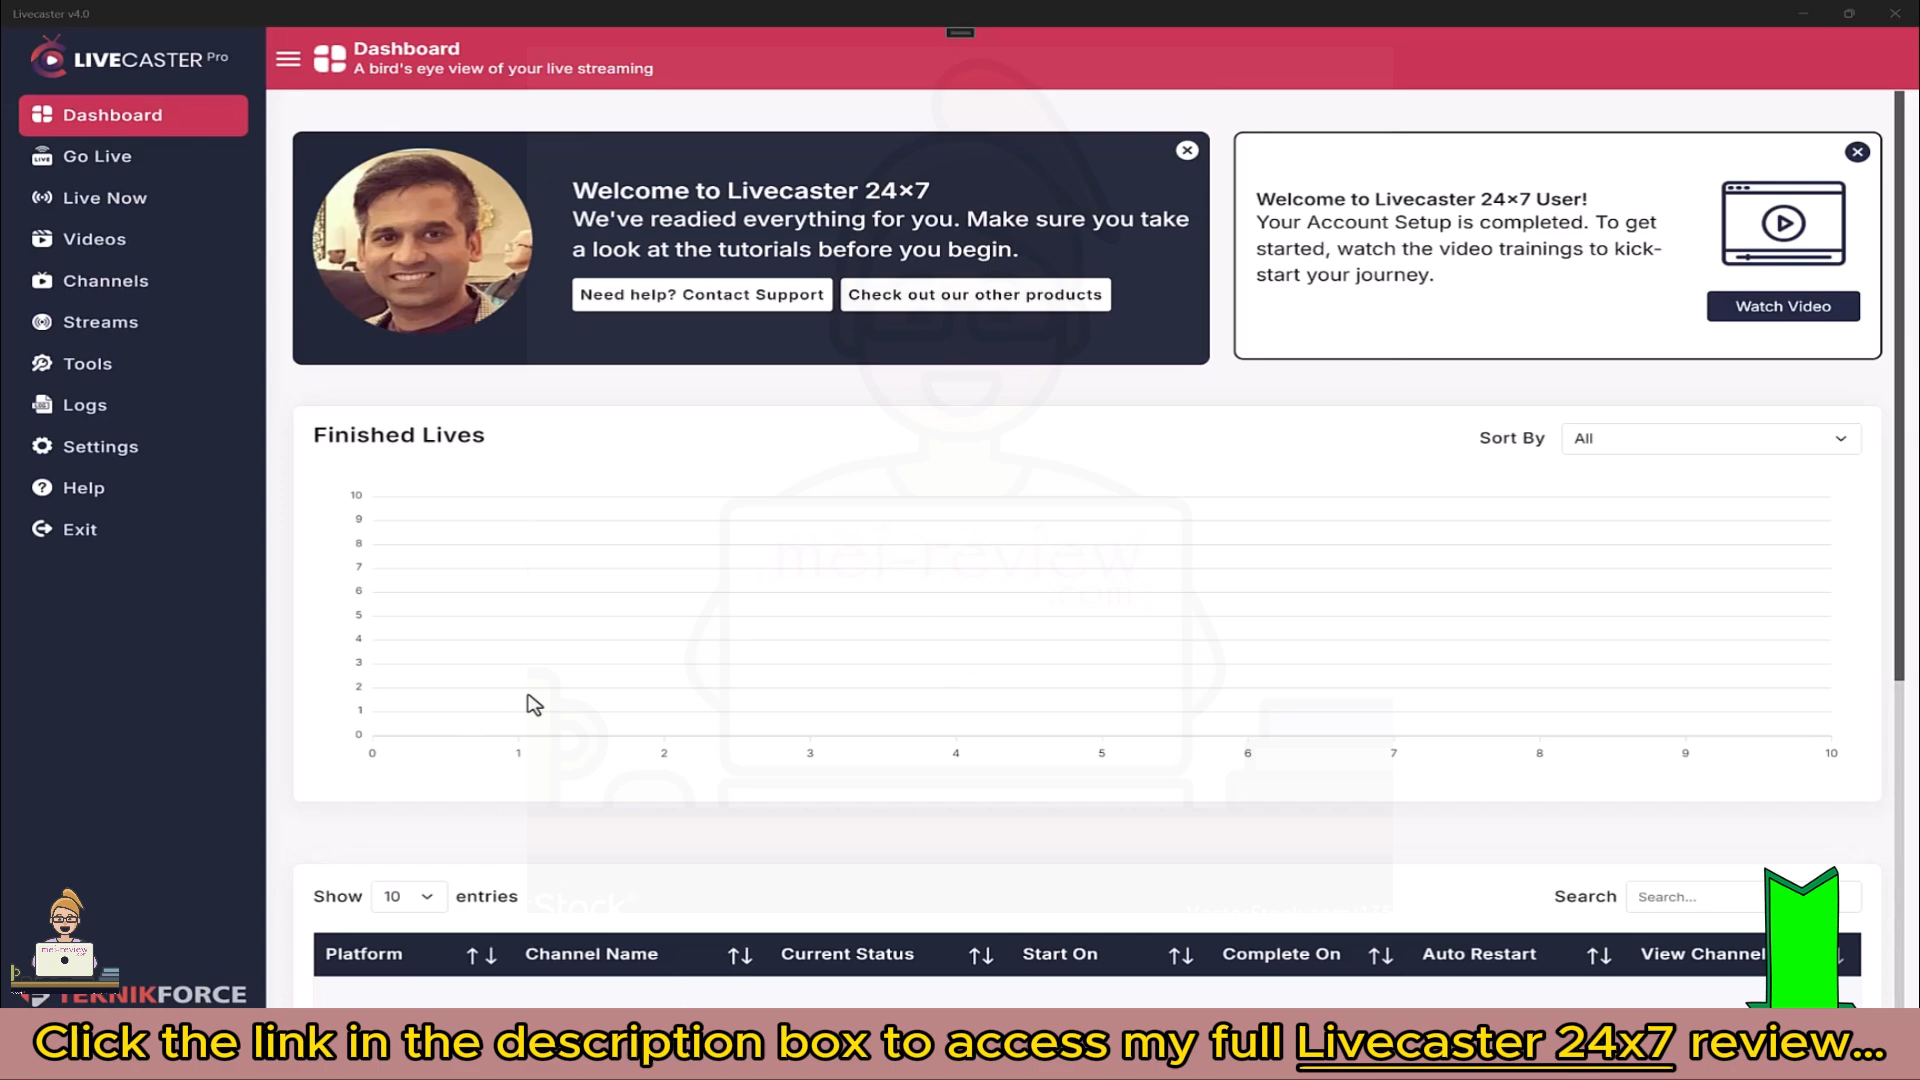 Livecaster v4.0
LIVECASTER Pro
Dashboard
A bird's eye view of your live streaming
Dashboard
Go Live
Live Now
Videos
Channels
Streams
Tools
Logs
Settings
Help
Exit
Welcome to Livecaster 24×7
We've readied everything for you. Make sure you take
a look at the tutorials before you begin.
Need help? Contact Support
Check out our other products
Welcome to Livecaster 24×7 User!
Your Account Setup is completed. To get
started, watch the video trainings to kick-
start your journey.
Watch Video
Finished Lives
Sort By All
10
9
8
7
6
5
4
3
2
1
0
0 1 2 3 4 5 6 7 8 9 10
mei-review
.com
Show 10 entries
Search Search...
Platform Channel Name Current Status Start On Complete On Auto Restart View Channel
mei-review
TEKNIKFORCE
Click the link in the description box to access my full Livecaster 24x7 review...